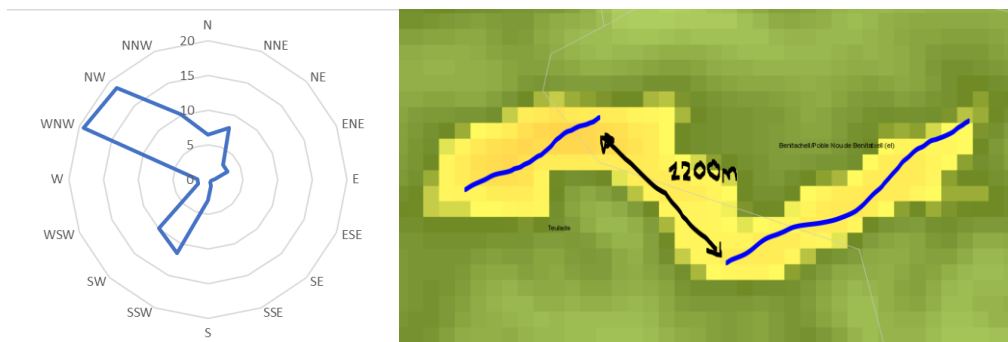 N
NNE
NE
ENE
E
ESE
SE
SSE
S
SSW
SW
WSW
W
WNW
NW
NNW
20
15
10
5
0
1200m
Benitachell/Poble Nou de Benitatxell (el)
Teulada